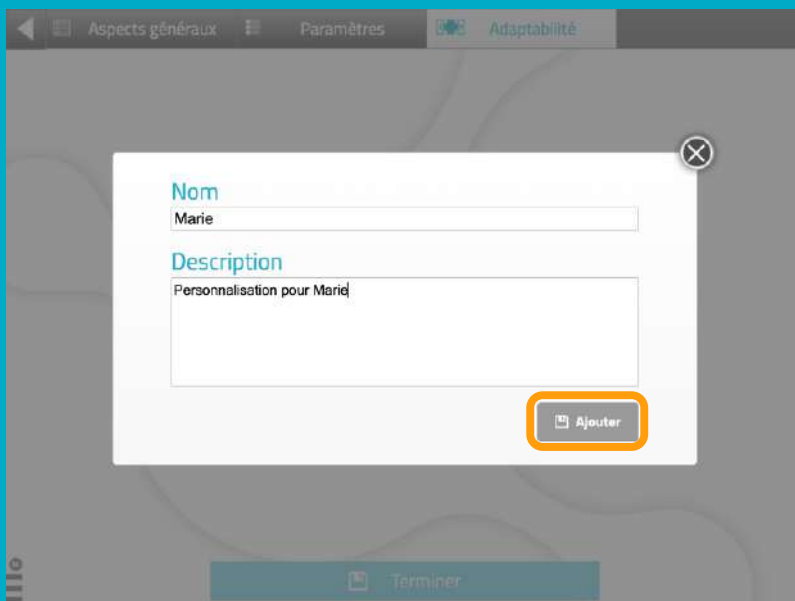 Aspects généraux
Paramètres
Adaptabilité
Nom
Marie
Description
Personnalisation pour Marie
Ajouter
Terminer